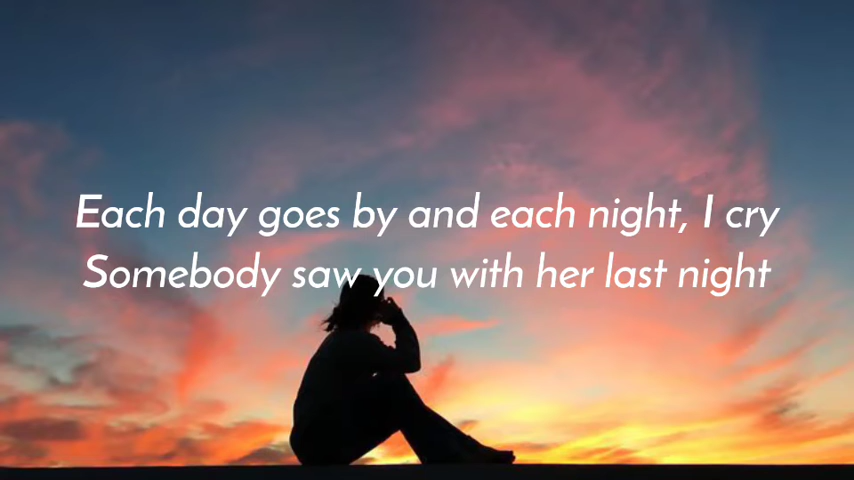 Each day goes by and each night, I cry
Somebody saw you with her last night